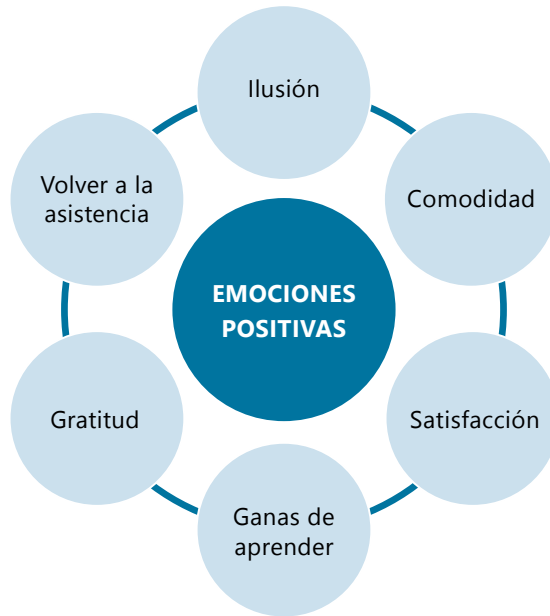 Ilusión
Volver a la
asistencia
Comodidad
EMOCIONES
POSITIVAS
Gratitud
Satisfacción
Ganas de
aprender